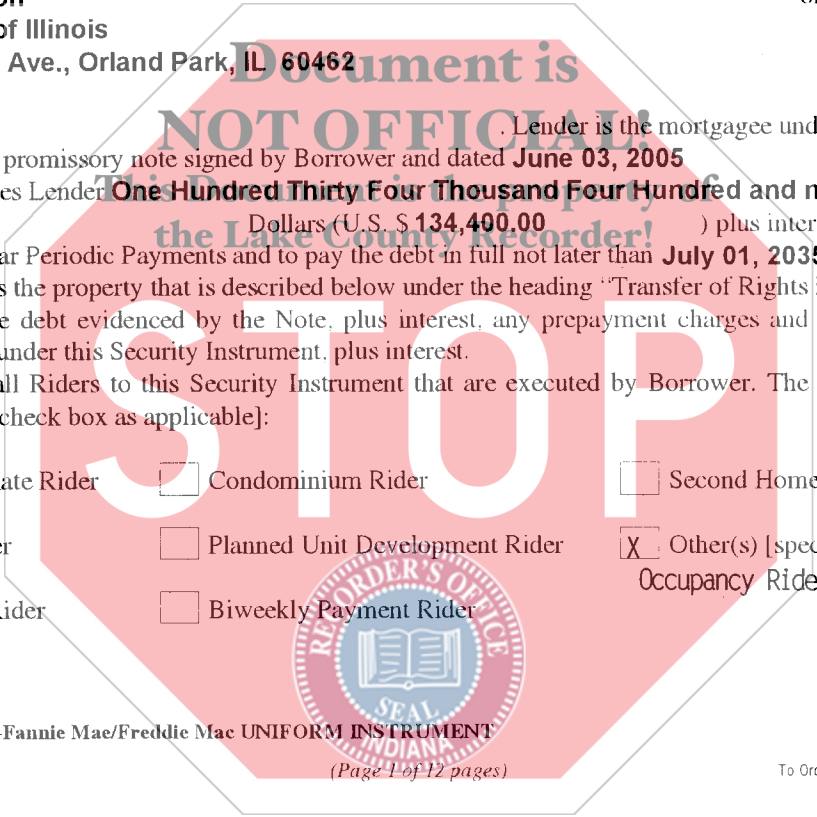 of Illinois
Ave., Orland Park, IL 60462
Document is
NOT OFFICIAL!
. Lender is the mortgagee und
promissory note signed by Borrower and dated June 03, 2005
This Document is the property of
es Lender One Hundred Thirty Four Thousand Four Hundred and n
Dollars (U.S. $ 134,400.00 ) plus inter
the Lake County Recorder!
ar Periodic Payments and to pay the debt in full not later than July 01, 2035
s the property that is described below under the heading "Transfer of Rights
e debt evidenced by the Note, plus interest, any prepayment charges and
under this Security Instrument, plus interest.
all Riders to this Security Instrument that are executed by Borrower. The
check box as applicable]:
STOP
ate Rider Condominium Rider Second Home
er Planned Unit Development Rider X Other(s) [spec
Occupancy Ride
ider Biweekly Payment Rider
RECORDER'S OFFICE
SEAL
INDIANA
-Fannie Mae/Freddie Mac UNIFORM INSTRUMENT
(Page 1 of 12 pages)
To Ord